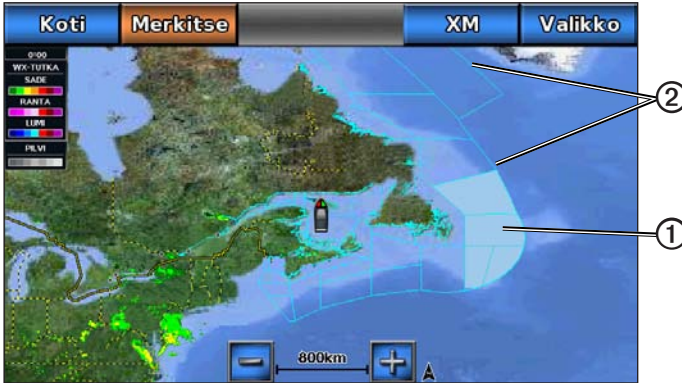 Koti Merkitse XM Valikko
0:00
WX-TUTKA
SADE
RANTA
LUMI
PILVI
②
①
800km